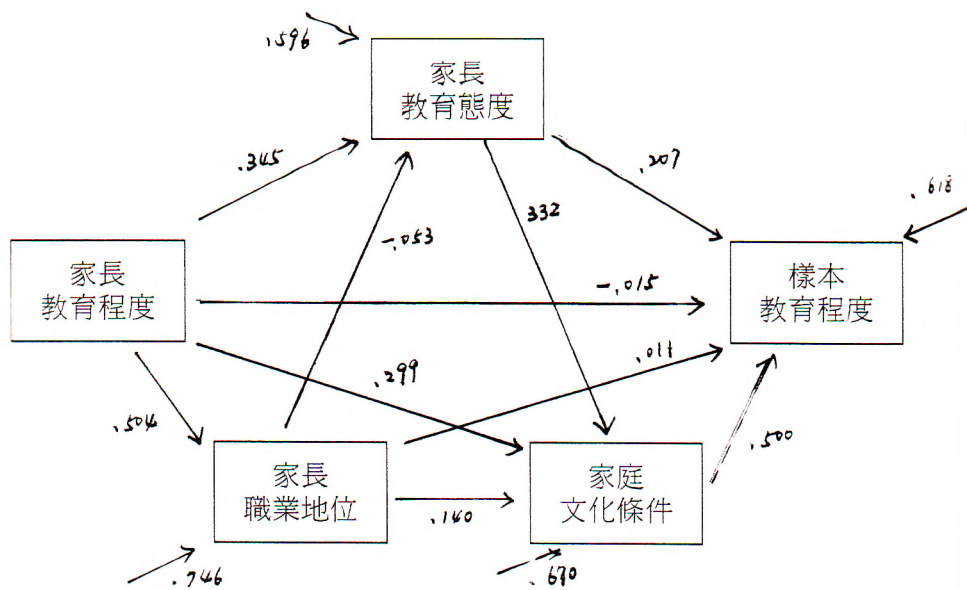 .596
家長
教育態度
.345
.207
.618
-.053
332
家長
教育程度
-.015
樣本
教育程度
.299
.011
.504
家長
職業地位
.140
家庭
文化條件
.500
.746
.670